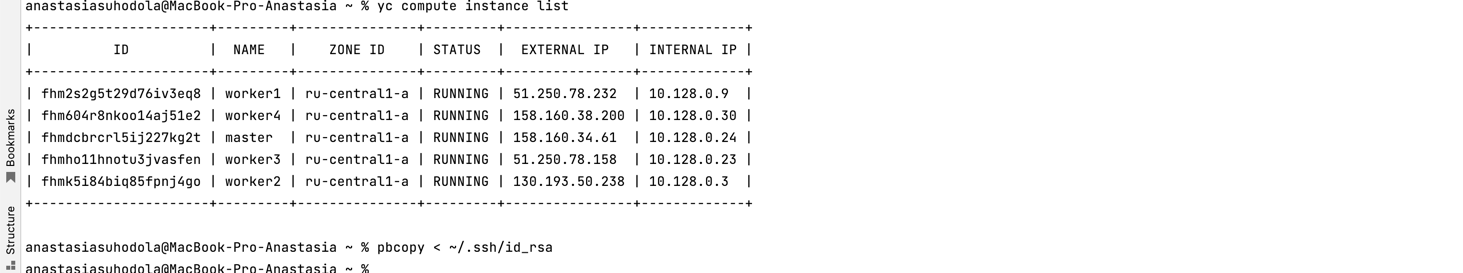 anastasiasuhodola@MacBook-Pro-Anastasia ~ % yc compute instance list
+----------------------+---------+---------------+---------+----------------+-------------+
|          ID          |  NAME   |    ZONE ID    | STATUS  |  EXTERNAL IP   | INTERNAL IP |
+----------------------+---------+---------------+---------+----------------+-------------+
| fhm2s2g5t29d76iv3eq8 | worker1 | ru-central1-a | RUNNING | 51.250.78.232  | 10.128.0.9  |
| fhm604r8nkoo14aj51e2 | worker4 | ru-central1-a | RUNNING | 158.160.38.200 | 10.128.0.30 |
| fhmdcbrcrl5ij227kg2t | master  | ru-central1-a | RUNNING | 158.160.34.61  | 10.128.0.24 |
| fhmho11hnotu3jvasfen | worker3 | ru-central1-a | RUNNING | 51.250.78.158  | 10.128.0.23 |
| fhmk5i84biq85fpnj4go | worker2 | ru-central1-a | RUNNING | 130.193.50.238 | 10.128.0.3  |
+----------------------+---------+---------------+---------+----------------+-------------+
anastasiasuhodola@MacBook-Pro-Anastasia ~ % pbcopy < ~/.ssh/id_rsa
anastasiasuhodola@MacBook-Pro-Anastasia ~ %
Bookmarks
Structure